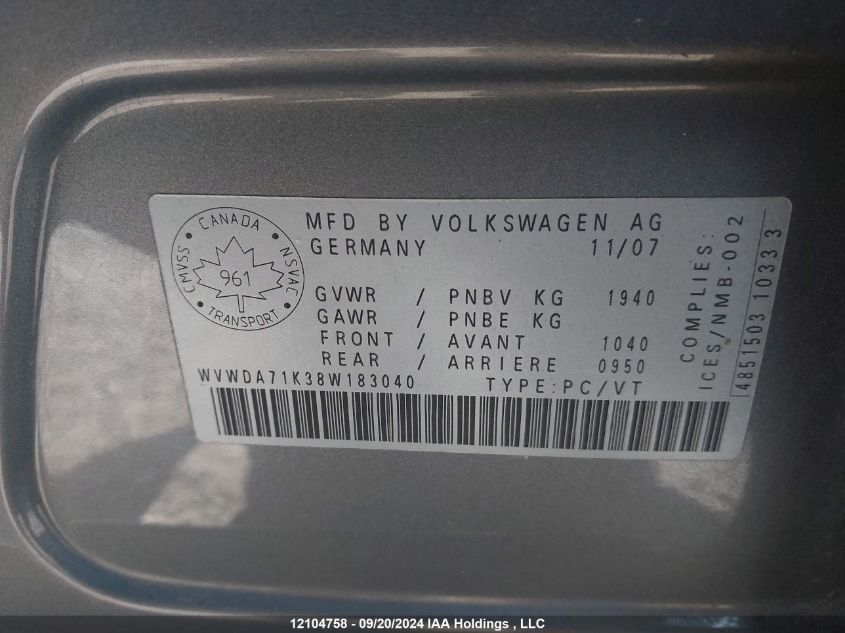 CANADA
CMVSS
NSVAC
961
TRANSPORT
MFD BY VOLKSWAGEN AG
GERMANY 11/07
GVWR / PNBV KG 1940
GAWR / PNBE KG
FRONT / AVANT 1040
REAR / ARRIERE 0950
WVWDA71K38W183040 TYPE:PC/VT
COMPLIES:
ICES/NMB-002
4851503 1033 3
12104758 - 09/20/2024 IAA Holdings , LLC